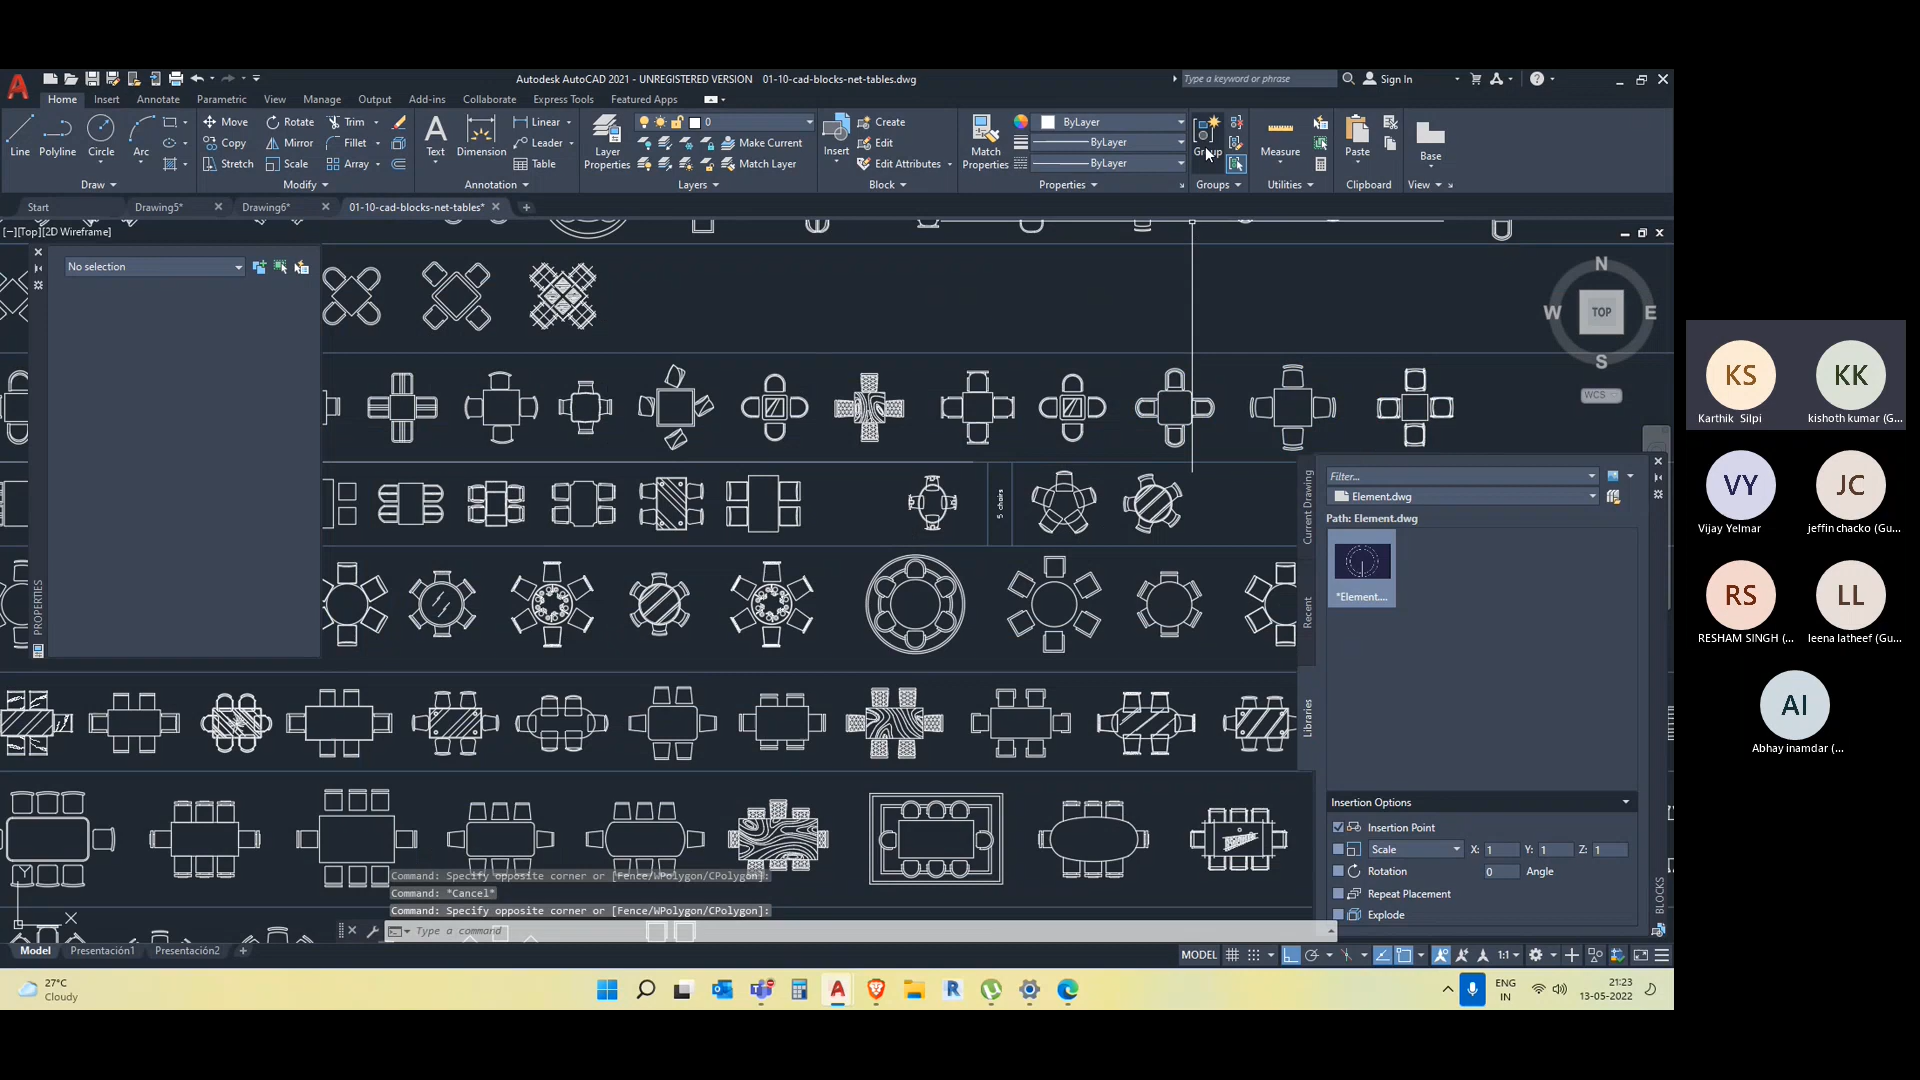 Autodesk AutoCAD 2021 - UNREGISTERED VERSION 01-10-cad-blocks-net-tables.dwg
Type a keyword or phrase
Sign In
Home Insert Annotate Parametric View Manage Output Add-ins Collaborate Express Tools Featured Apps
Line Polyline Circle Arc
Move Rotate Trim
Copy Mirror Fillet
Stretch Scale Array
Text Dimension
Linear
Leader
Table
Layer Properties
0
Make Current
Match Layer
Insert
Create
Edit
Edit Attributes
Match Properties
ByLayer
ByLayer
ByLayer
Group
Measure
Paste
Base
Draw Modify Annotation Layers Block Properties Groups Utilities Clipboard View
Start Drawing5* Drawing6* 01-10-cad-blocks-net-tables*
[−][Top][2D Wireframe]
No selection
PROPERTIES
N
W TOP E
S
WCS
5 chairs
Current Drawing
Recent
Libraries
Filter...
Element.dwg
Path: Element.dwg
*Element....
Insertion Options
Insertion Point
Scale X: 1 Y: 1 Z: 1
Rotation 0 Angle
Repeat Placement
Explode
BLOCKS
Y
X
Command: Specify opposite corner or [Fence/WPolygon/CPolygon]:
Command: *Cancel*
Command: Specify opposite corner or [Fence/WPolygon/CPolygon]:
Type a command
Model Presentación1 Presentación2
MODEL 1:1
27°C
Cloudy
ENG
IN
21:23
13-05-2022
KS KK
Karthik Silpi kishoth kumar (G...
VY JC
Vijay Yelmar jeffin chacko (Gu...
RS LL
RESHAM SINGH (... leena latheef (Gu...
AI
Abhay inamdar (...